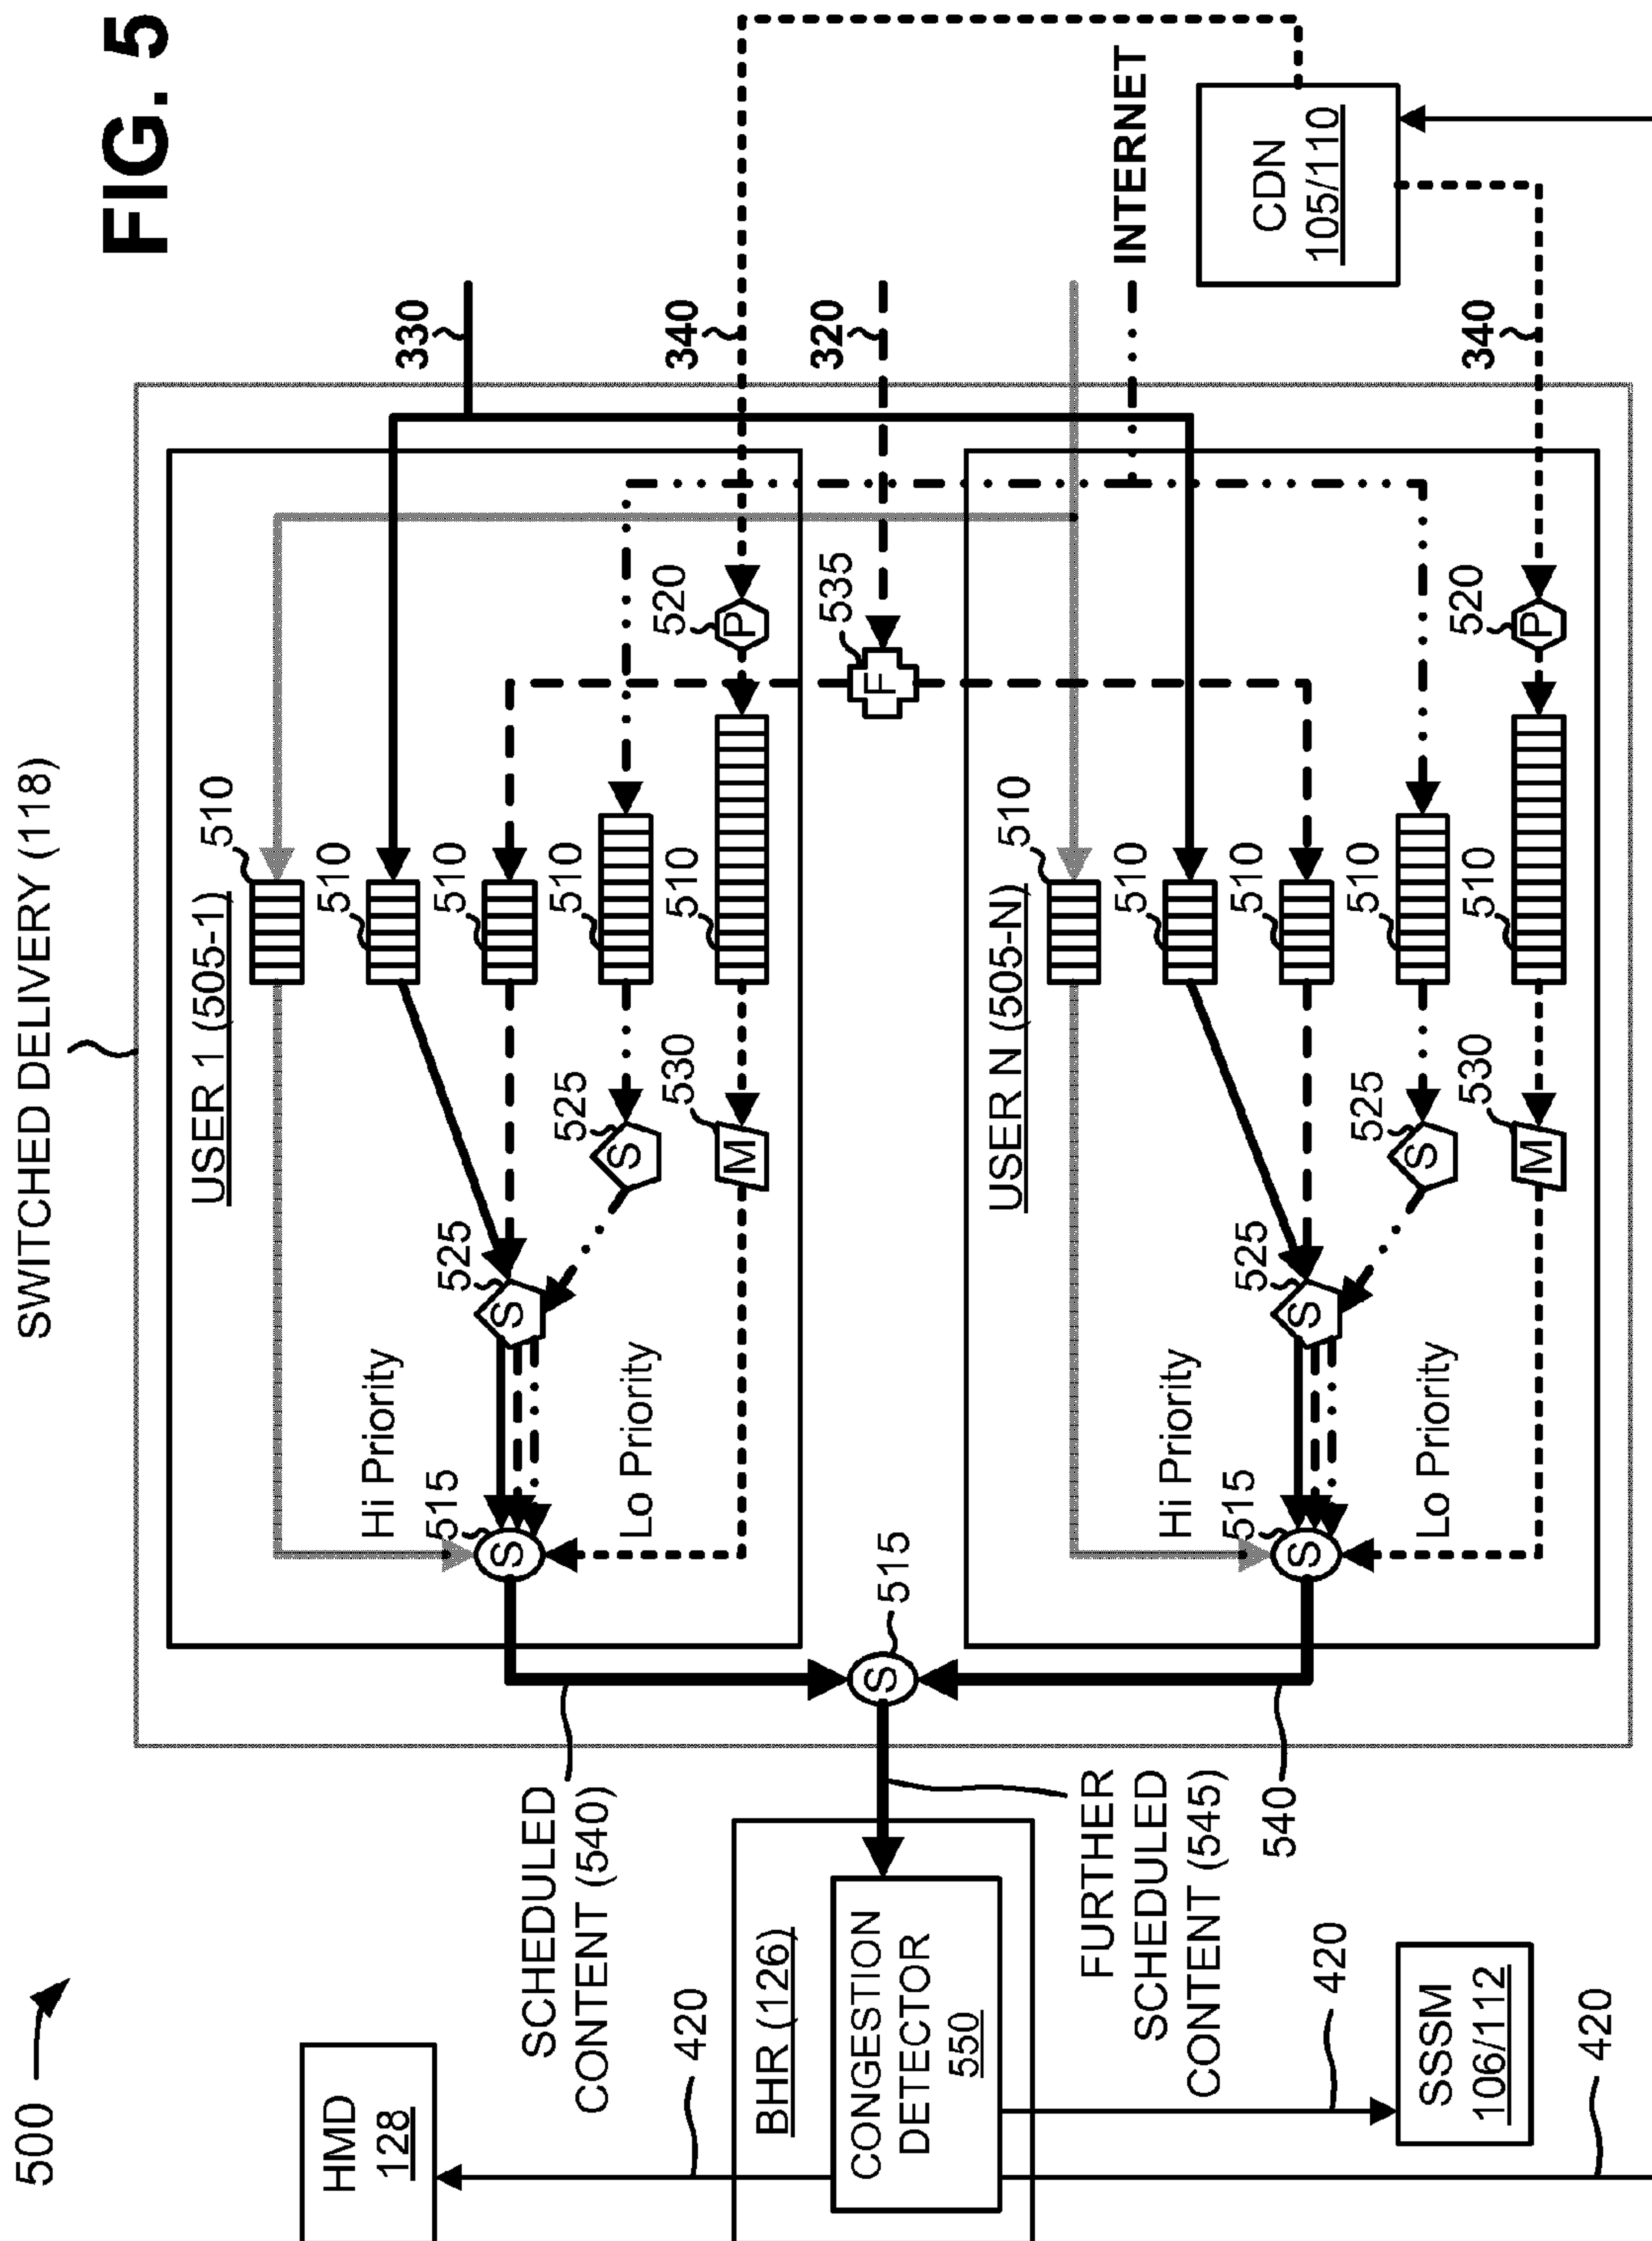 FIG. 5
500
SWITCHED DELIVERY (118)
USER 1 (505-1)
510
510
510
510
510
Hi Priority
515
525
525
530
520
Lo Priority
330
340
320
INTERNET
340
CDN
105/110
HMD
128
420
SCHEDULED
CONTENT (540)
515
535
BHR (126)
CONGESTION
DETECTOR
550
FURTHER
SCHEDULED
CONTENT (545)
540
420
SSSM
106/112
420
USER N (505-N)
510
510
510
510
510
Hi Priority
515
525
525
530
520
Lo Priority
S
S
S
M
P
S
F
S
S
S
M
P